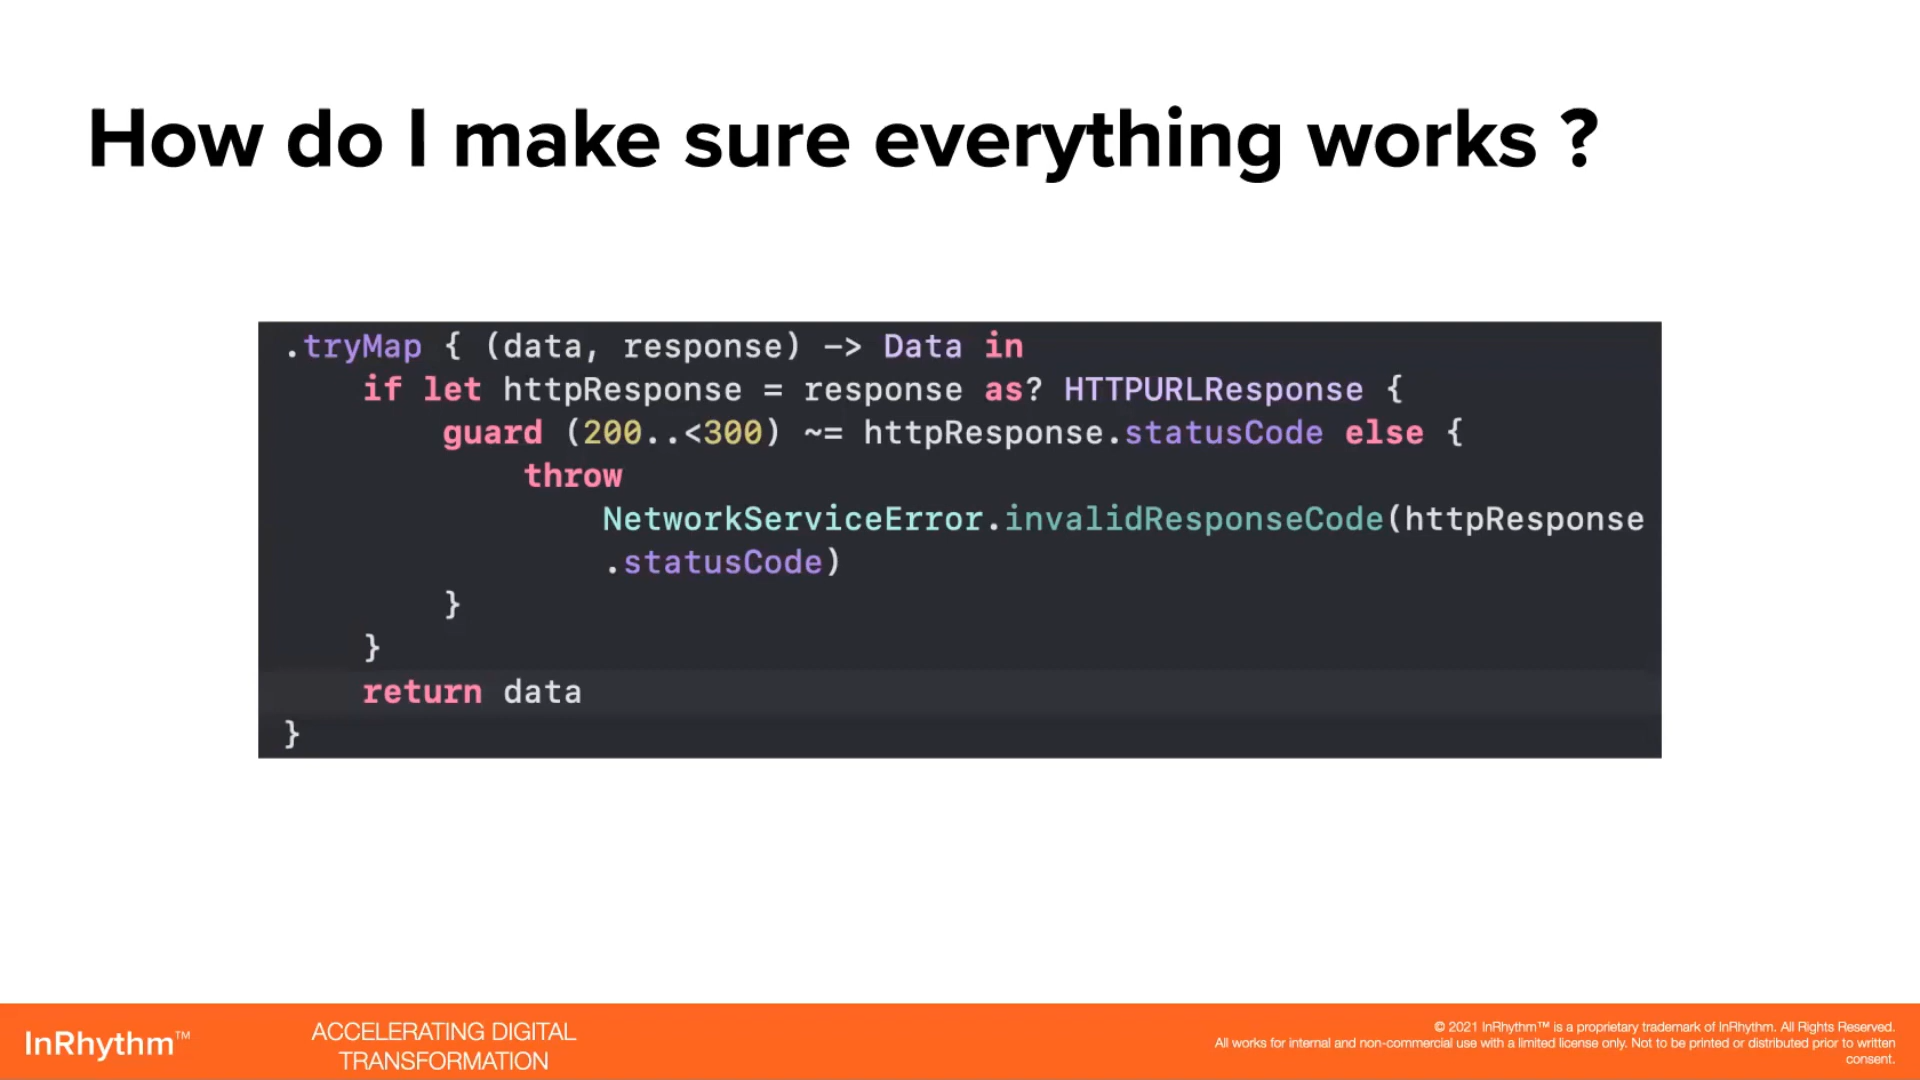 How do I make sure everything works ?
.tryMap { (data, response) -> Data in
    if let httpResponse = response as? HTTPURLResponse {
        guard (200..<300) ~= httpResponse.statusCode else {
            throw
                NetworkServiceError.invalidResponseCode(httpResponse
                .statusCode)
        }
    }
    return data
}
InRhythm™
ACCELERATING DIGITAL
TRANSFORMATION
© 2021 InRhythm™ is a proprietary trademark of InRhythm. All Rights Reserved.
All works for internal and non-commercial use with a limited license only. Not to be printed or distributed prior to written
consent.